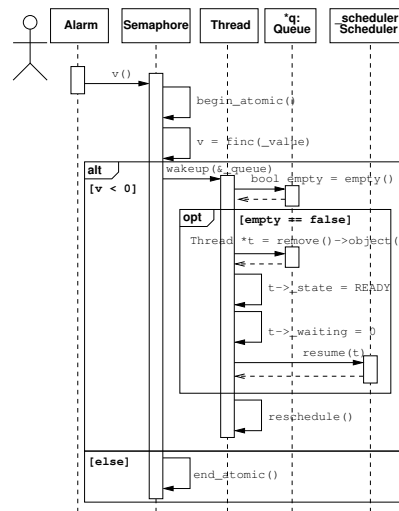 Alarm
Semaphore
Thread
*q:
Queue
_scheduler
Scheduler
v()
begin_atomic()
v = finc(_value)
alt
wakeup(&_queue)
[v < 0]
bool empty = empty()
opt
[empty == false]
Thread *t = remove()->object()
t->_state = READY
t->_waiting = 0
resume(t)
reschedule()
[else]
end_atomic()